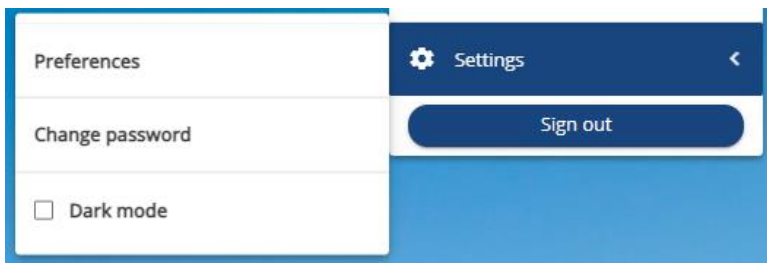 Preferences
Change password
Dark mode
Settings
Sign out